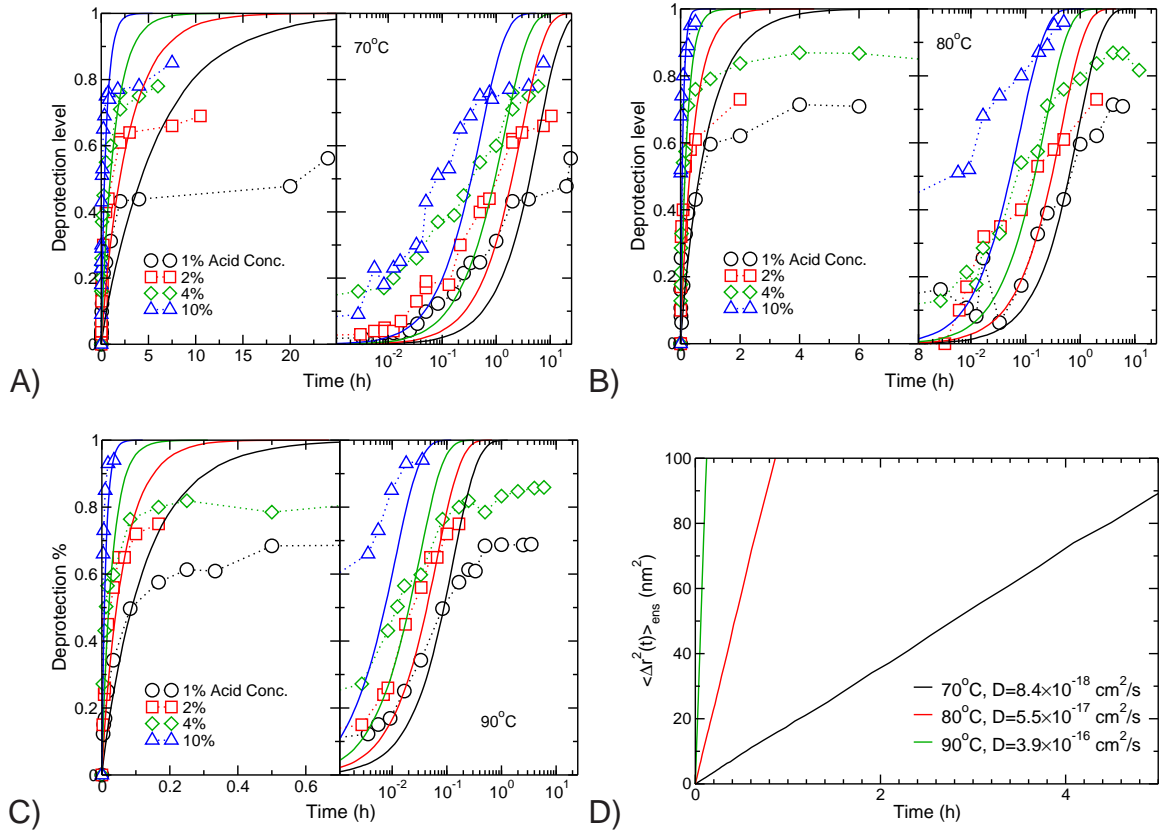 1
0.8
0.6
0.4
0.2
0
Deprotection level
70°C
1% Acid Conc.
2%
4%
10%
0 5 10 15 20
10⁻² 10⁻¹ 10⁰ 10¹
Time (h)
A)
1
0.8
0.6
0.4
0.2
0
Deprotection level
80°C
1% Acid Conc.
2%
4%
10%
0 2 4 6 8
10⁻² 10⁻¹ 10⁰ 10¹
Time (h)
B)
1
0.8
0.6
0.4
0.2
0
Deprotection %
1% Acid Conc.
2%
4%
10%
90°C
0 0.2 0.4 0.6
10⁻² 10⁻¹ 10⁰ 10¹
Time (h)
C)
100
80
60
40
20
0
<Δr²(t)>ens (nm²)
70°C, D=8.4×10⁻¹⁸ cm²/s
80°C, D=5.5×10⁻¹⁷ cm²/s
90°C, D=3.9×10⁻¹⁶ cm²/s
0 2 4
Time (h)
D)